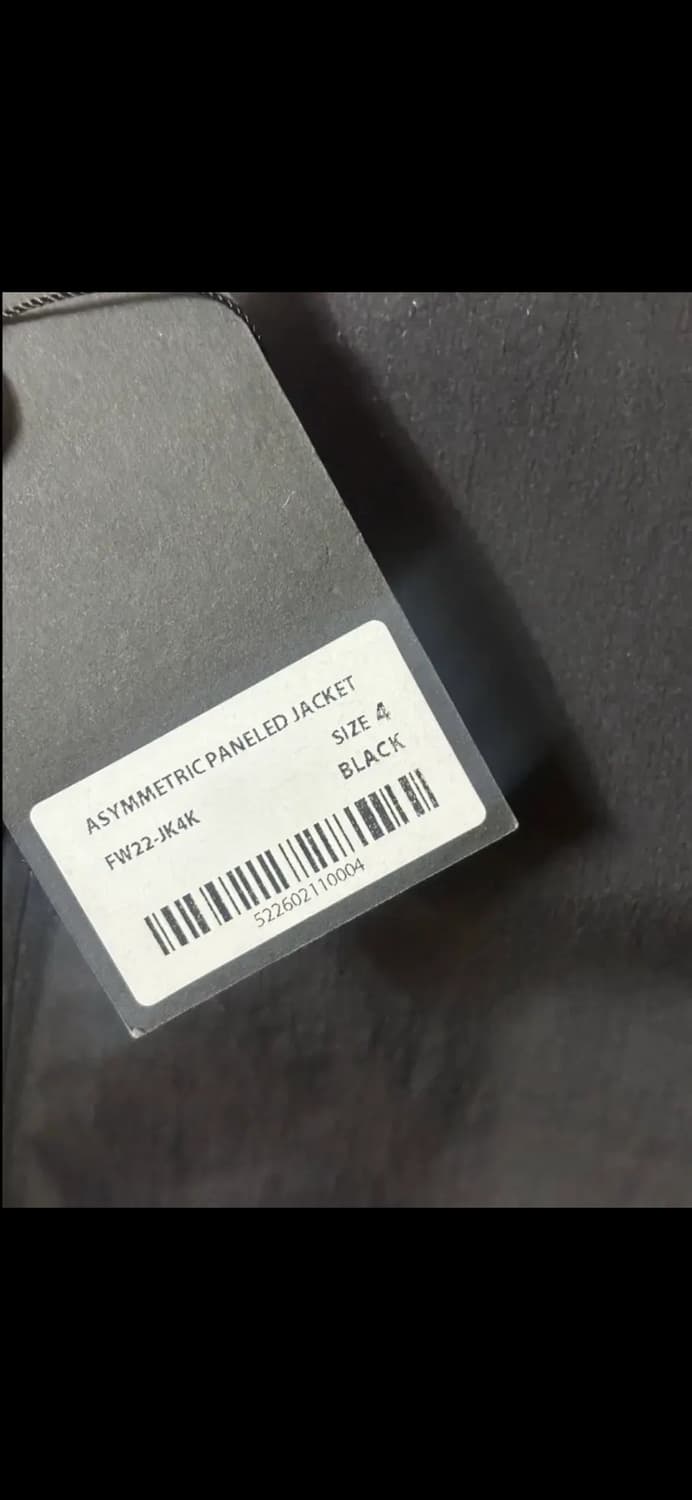 ASYMMETRIC PANELED JACKET
FW22-JK4K
SIZE 4
BLACK
522602110004